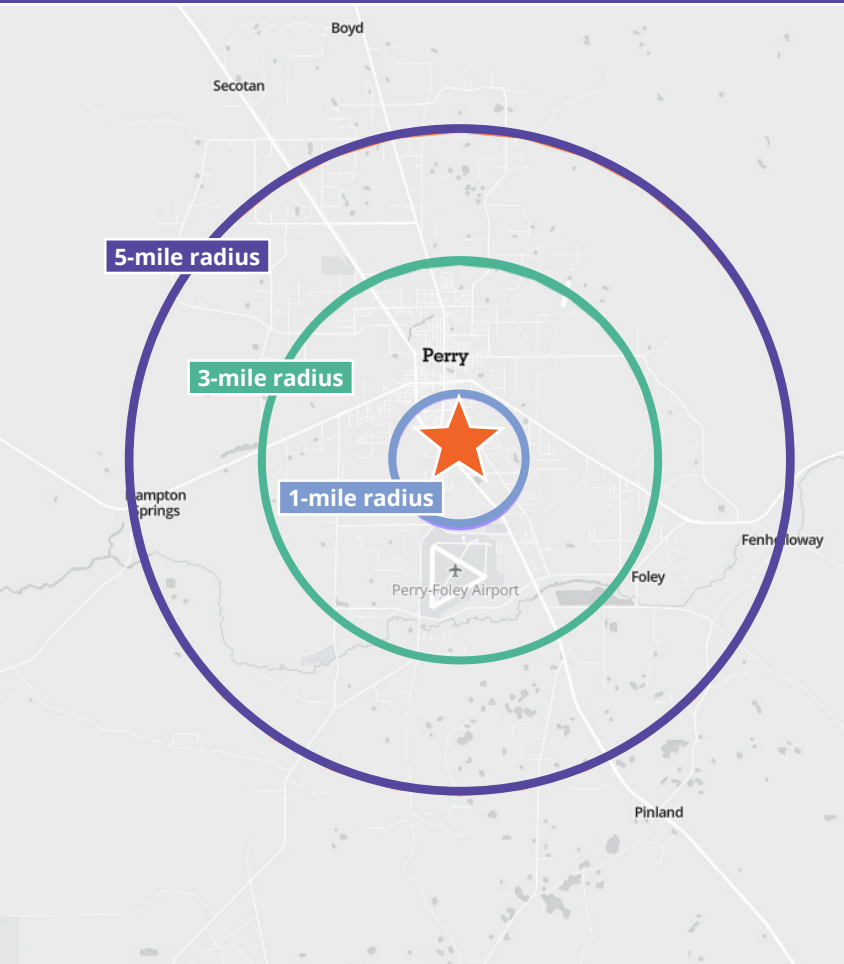 Boyd
Secotan
5-mile radius
Perry
3-mile radius
1-mile radius
Hampton
Springs
Fenholloway
Foley
Perry-Foley Airport
Pinland